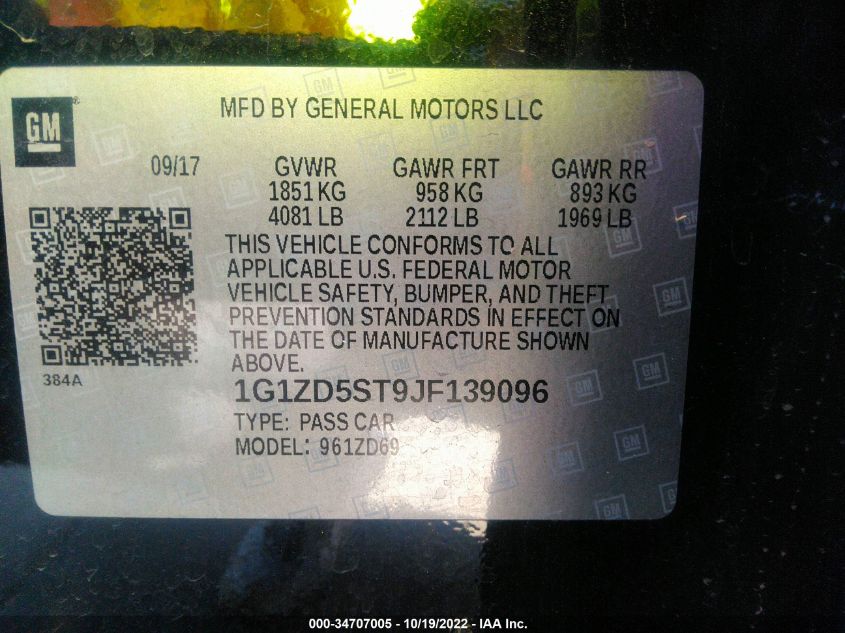 GM
MFD BY GENERAL MOTORS LLC
09/17 GVWR GAWR FRT GAWR RR
1851 KG 958 KG 893 KG
4081 LB 2112 LB 1969 LB
THIS VEHICLE CONFORMS TO ALL
APPLICABLE U.S. FEDERAL MOTOR
VEHICLE SAFETY, BUMPER, AND THEFT
PREVENTION STANDARDS IN EFFECT ON
THE DATE OF MANUFACTURE SHOWN
ABOVE.
384A
1G1ZD5ST9JF139096
TYPE: PASS CAR
MODEL: 961ZD69
000-34707005 - 10/19/2022 - IAA Inc.